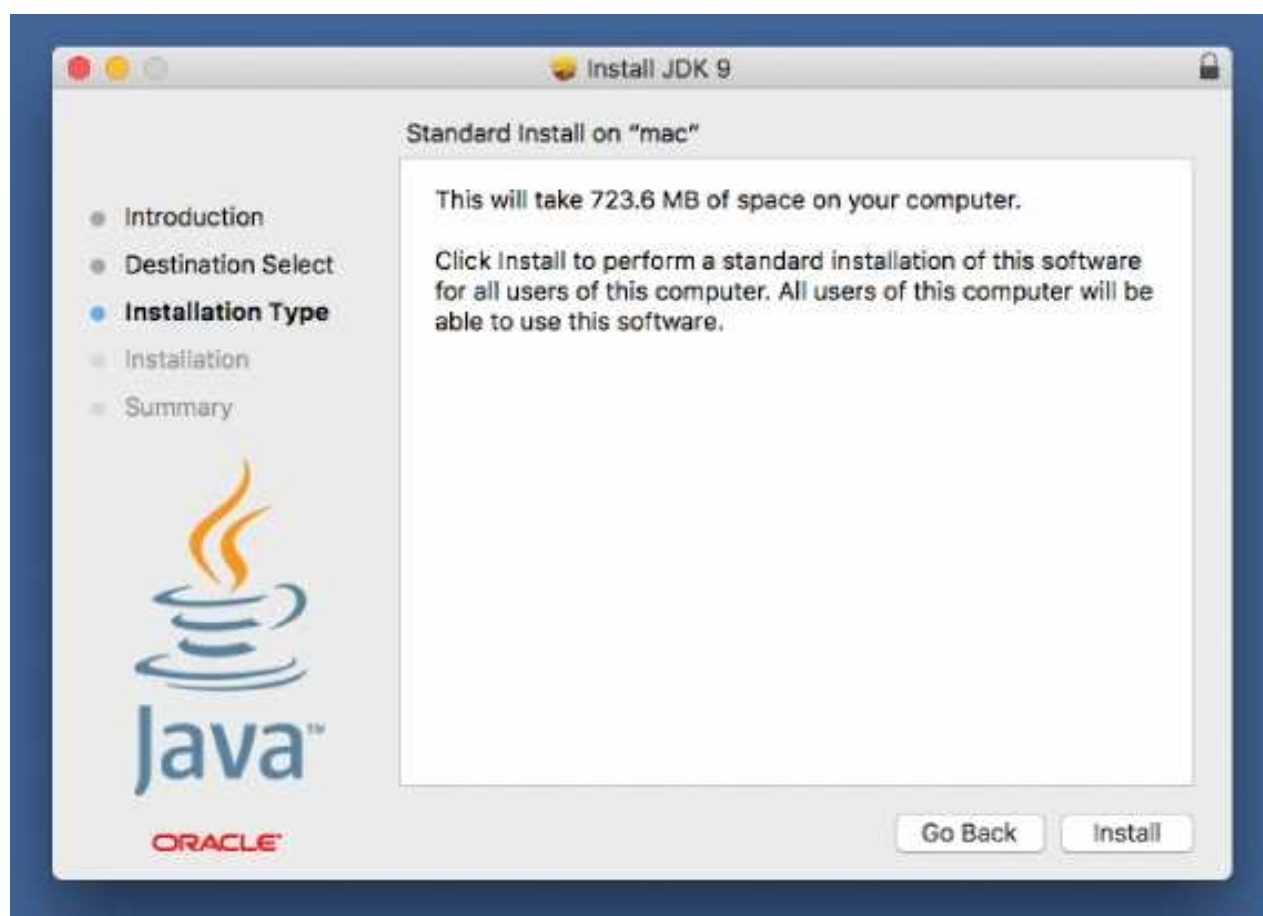 Install JDK 9
Standard Install on “mac”
Introduction
Destination Select
Installation Type
Installation
Summary
This will take 723.6 MB of space on your computer.
Click Install to perform a standard installation of this software
for all users of this computer. All users of this computer will be
able to use this software.
Java™
ORACLE®
Go Back
Install